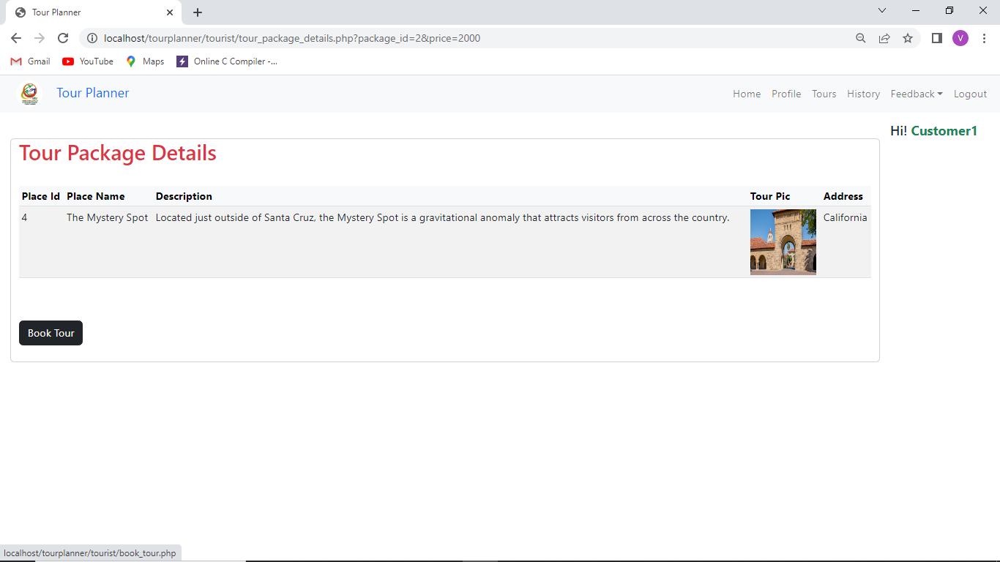 Tour Planner
localhost/tourplanner/tourist/tour_package_details.php?package_id=2&price=2000
V
Gmail YouTube Maps Online C Compiler -...
Tour Planner Home Profile Tours History Feedback Logout
Hi! Customer1
Tour Package Details
Place Id Place Name Description Tour Pic Address
4 The Mystery Spot Located just outside of Santa Cruz, the Mystery Spot is a gravitational anomaly that attracts visitors from across the country. California
Book Tour
localhost/tourplanner/tourist/book_tour.php